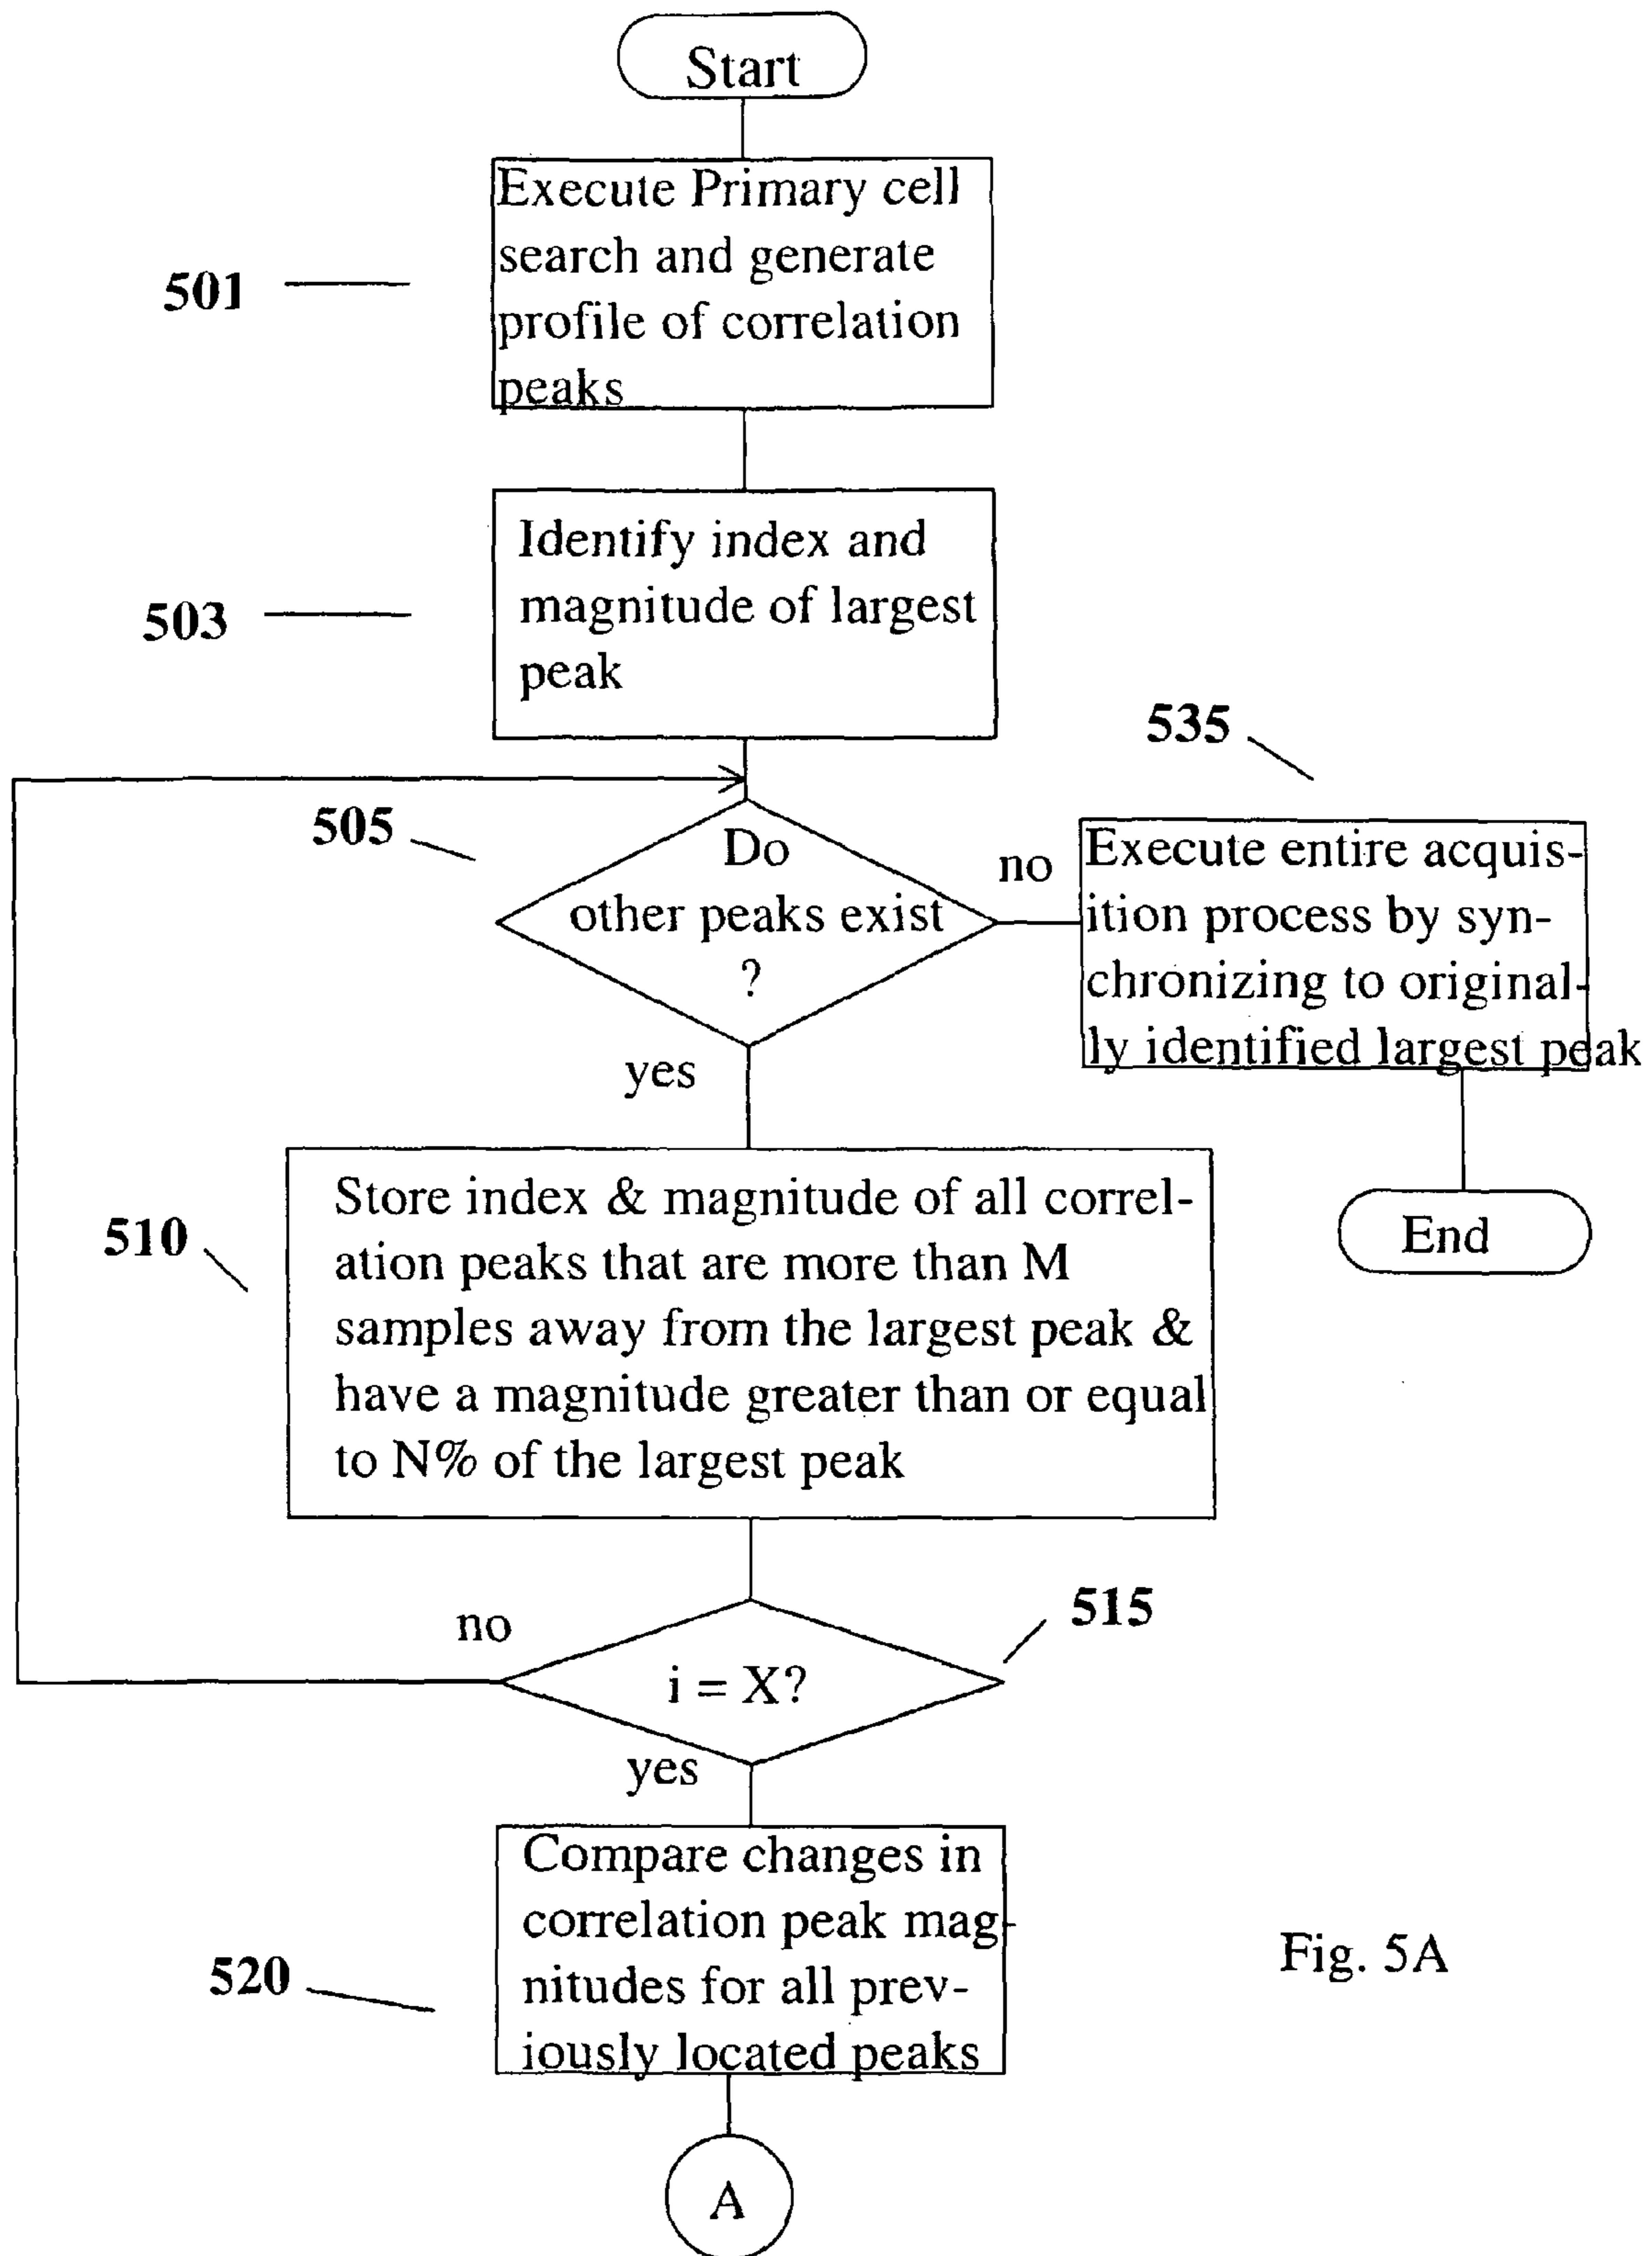 Start
Execute Primary cell
search and generate
profile of correlation
peaks
501
Identify index and
magnitude of largest
peak
503
535
505
Do
other peaks exist
?
no
Execute entire acquis-
ition process by syn-
chronizing to original-
ly identified largest peak
yes
End
510
Store index & magnitude of all correl-
ation peaks that are more than M
samples away from the largest peak &
have a magnitude greater than or equal
to N% of the largest peak
515
no
i = X?
yes
Compare changes in
correlation peak mag-
nitudes for all prev-
iously located peaks
520
Fig. 5A
A